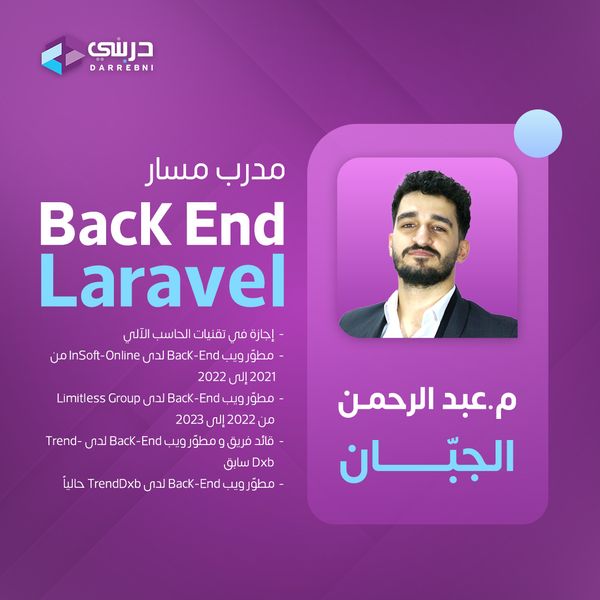 دربني
DARREBNI
مدرب مسار
Back End
Laravel
- إجازة في تقنيات الحاسب الآلي
- مطوّر ويب Back-End لدى InSoft-Online من
2021 إلى 2022
- مطوّر ويب Back-End لدى Limitless Group
من 2022 إلى 2023
- قائد فريق و مطوّر ويب Back-End لدى Trend-
Dxb سابق
- مطوّر ويب Back-End لدى TrendDxb حالياً
م.عبد الرحمن
الجبّــــــان